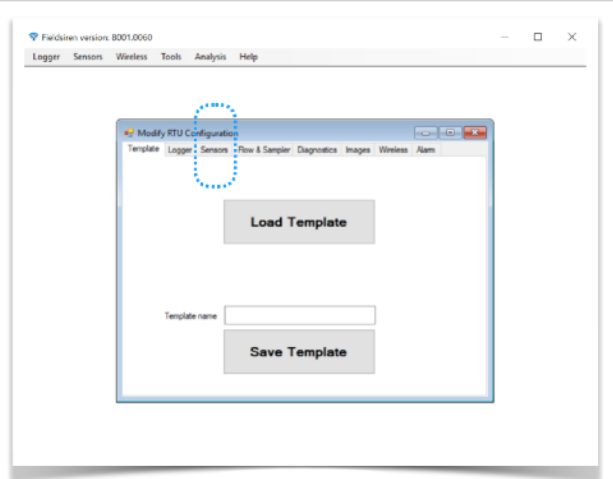 Fieldsiren version: 8001.0060
Logger Sensors Wireless Tools Analysis Help
Modify RTU Configuration
Template Logger Sensors Flow & Sampler Diagnostics Images Wireless Alarm
Load Template
Template name
Save Template